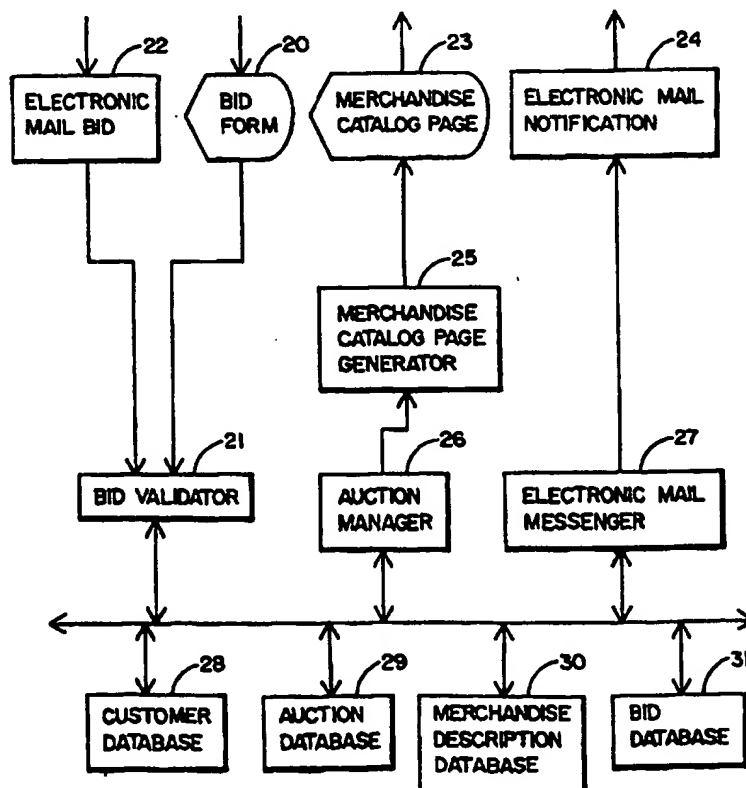 22
20
23
24
ELECTRONIC
MAIL BID
BID
FORM
MERCHANDISE
CATALOG PAGE
ELECTRONIC MAIL
NOTIFICATION
25
MERCHANDISE
CATALOG PAGE
GENERATOR
21
26
27
BID VALIDATOR
AUCTION
MANAGER
ELECTRONIC MAIL
MESSENGER
28
29
30
31
CUSTOMER
DATABASE
AUCTION
DATABASE
MERCHANDISE
DESCRIPTION
DATABASE
BID
DATABASE